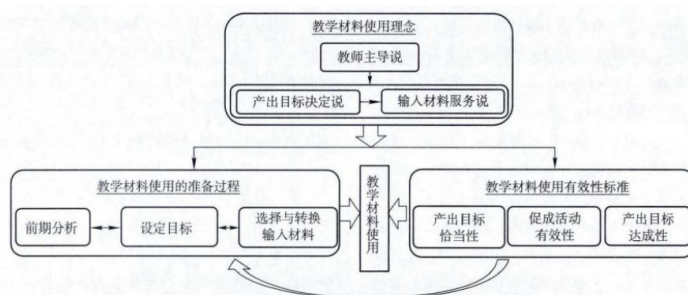 教学材料使用理念
教师主导说
产出目标决定说
输入材料服务说
教学材料使用的准备过程
前期分析
设定目标
选择与转换
输入材料
教学材料使用
教学材料使用有效性标准
产出目标
恰当性
促成活动
有效性
产出目标
达成性